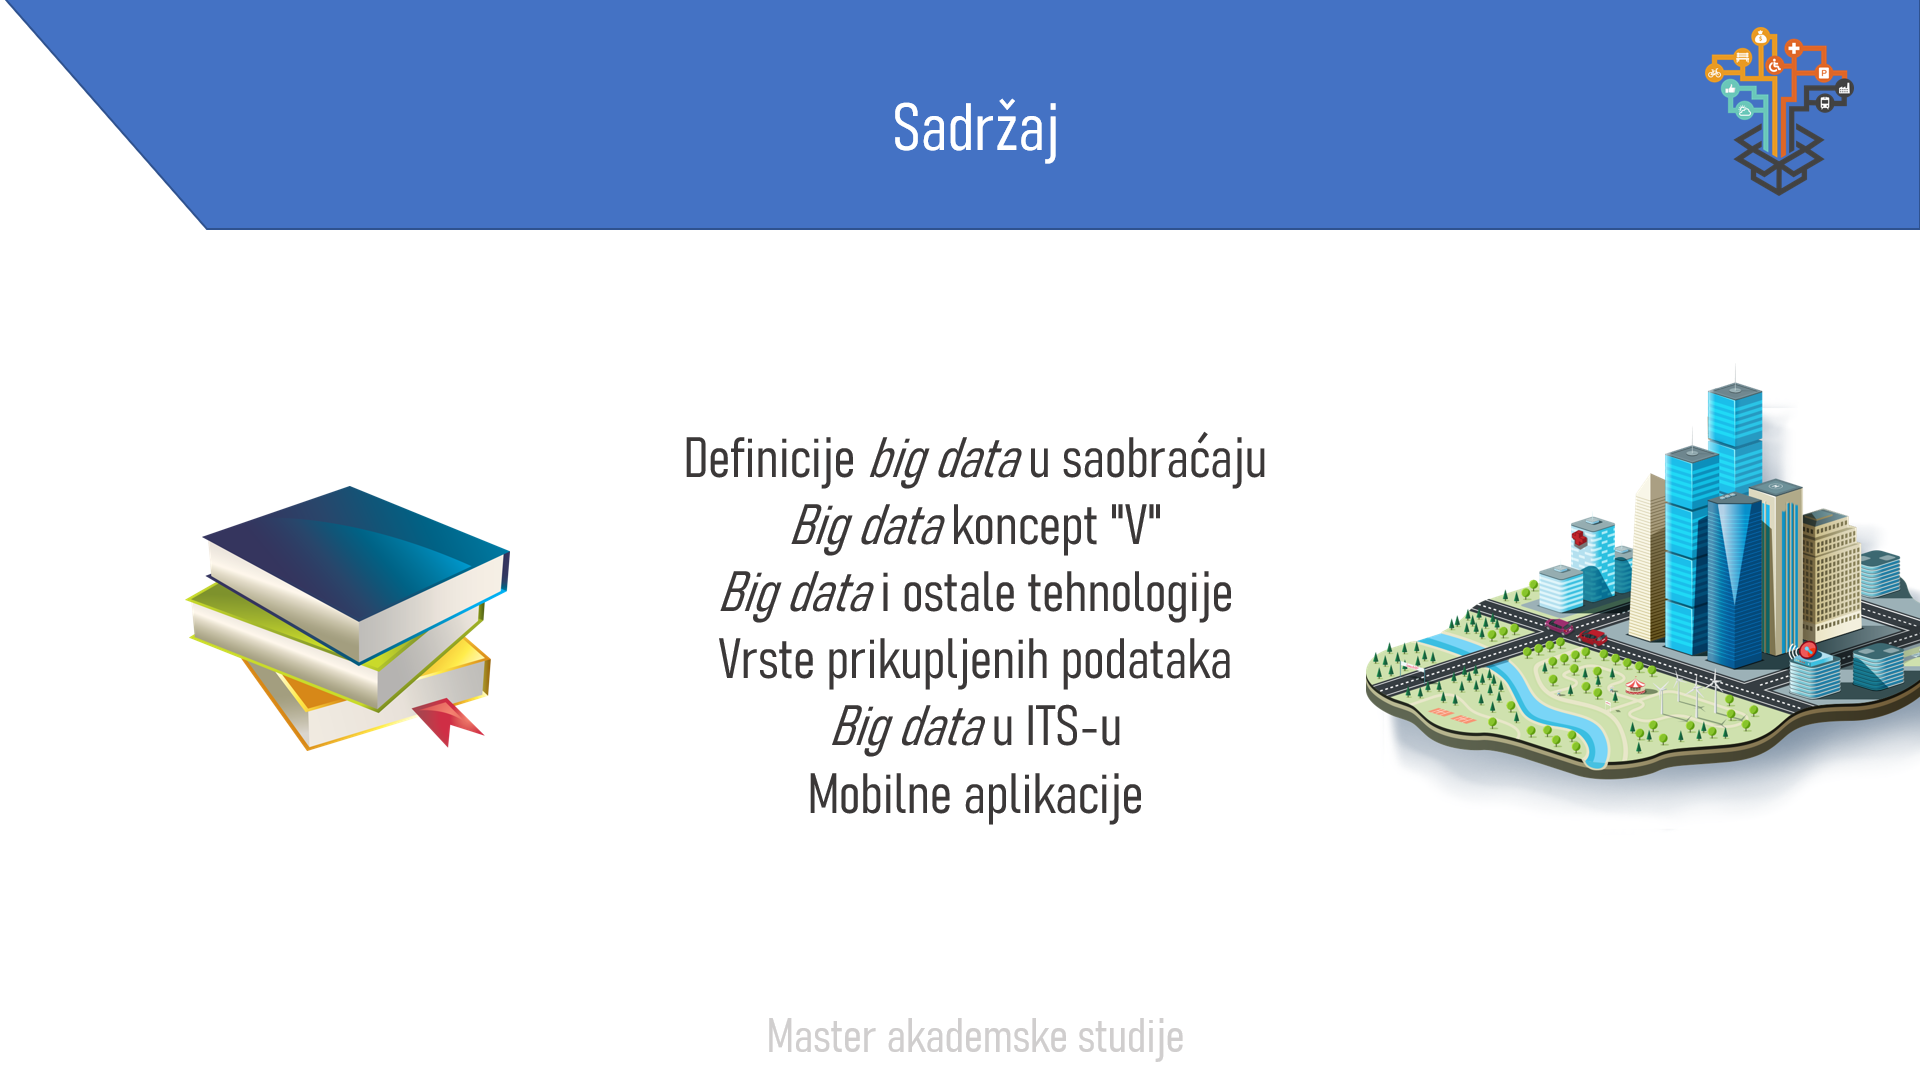 Sadržaj
Definicije big data u saobraćaju
Big data koncept "V"
Big data i ostale tehnologije
Vrste prikupljenih podataka
Big data u ITS-u
Mobilne aplikacije
Master akademske studije